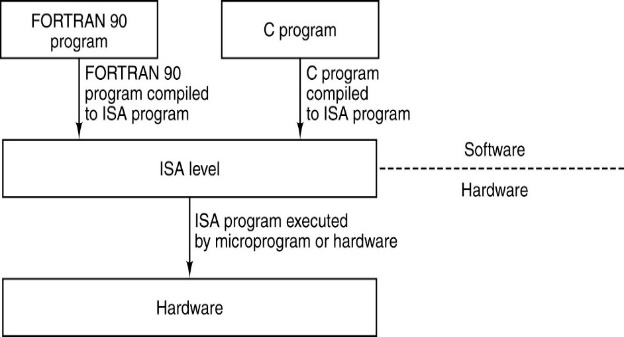 FORTRAN 90
program
C program
FORTRAN 90
program compiled
to ISA program
C program
compiled
to ISA program
ISA level
Software
Hardware
ISA program executed
by microprogram or hardware
Hardware